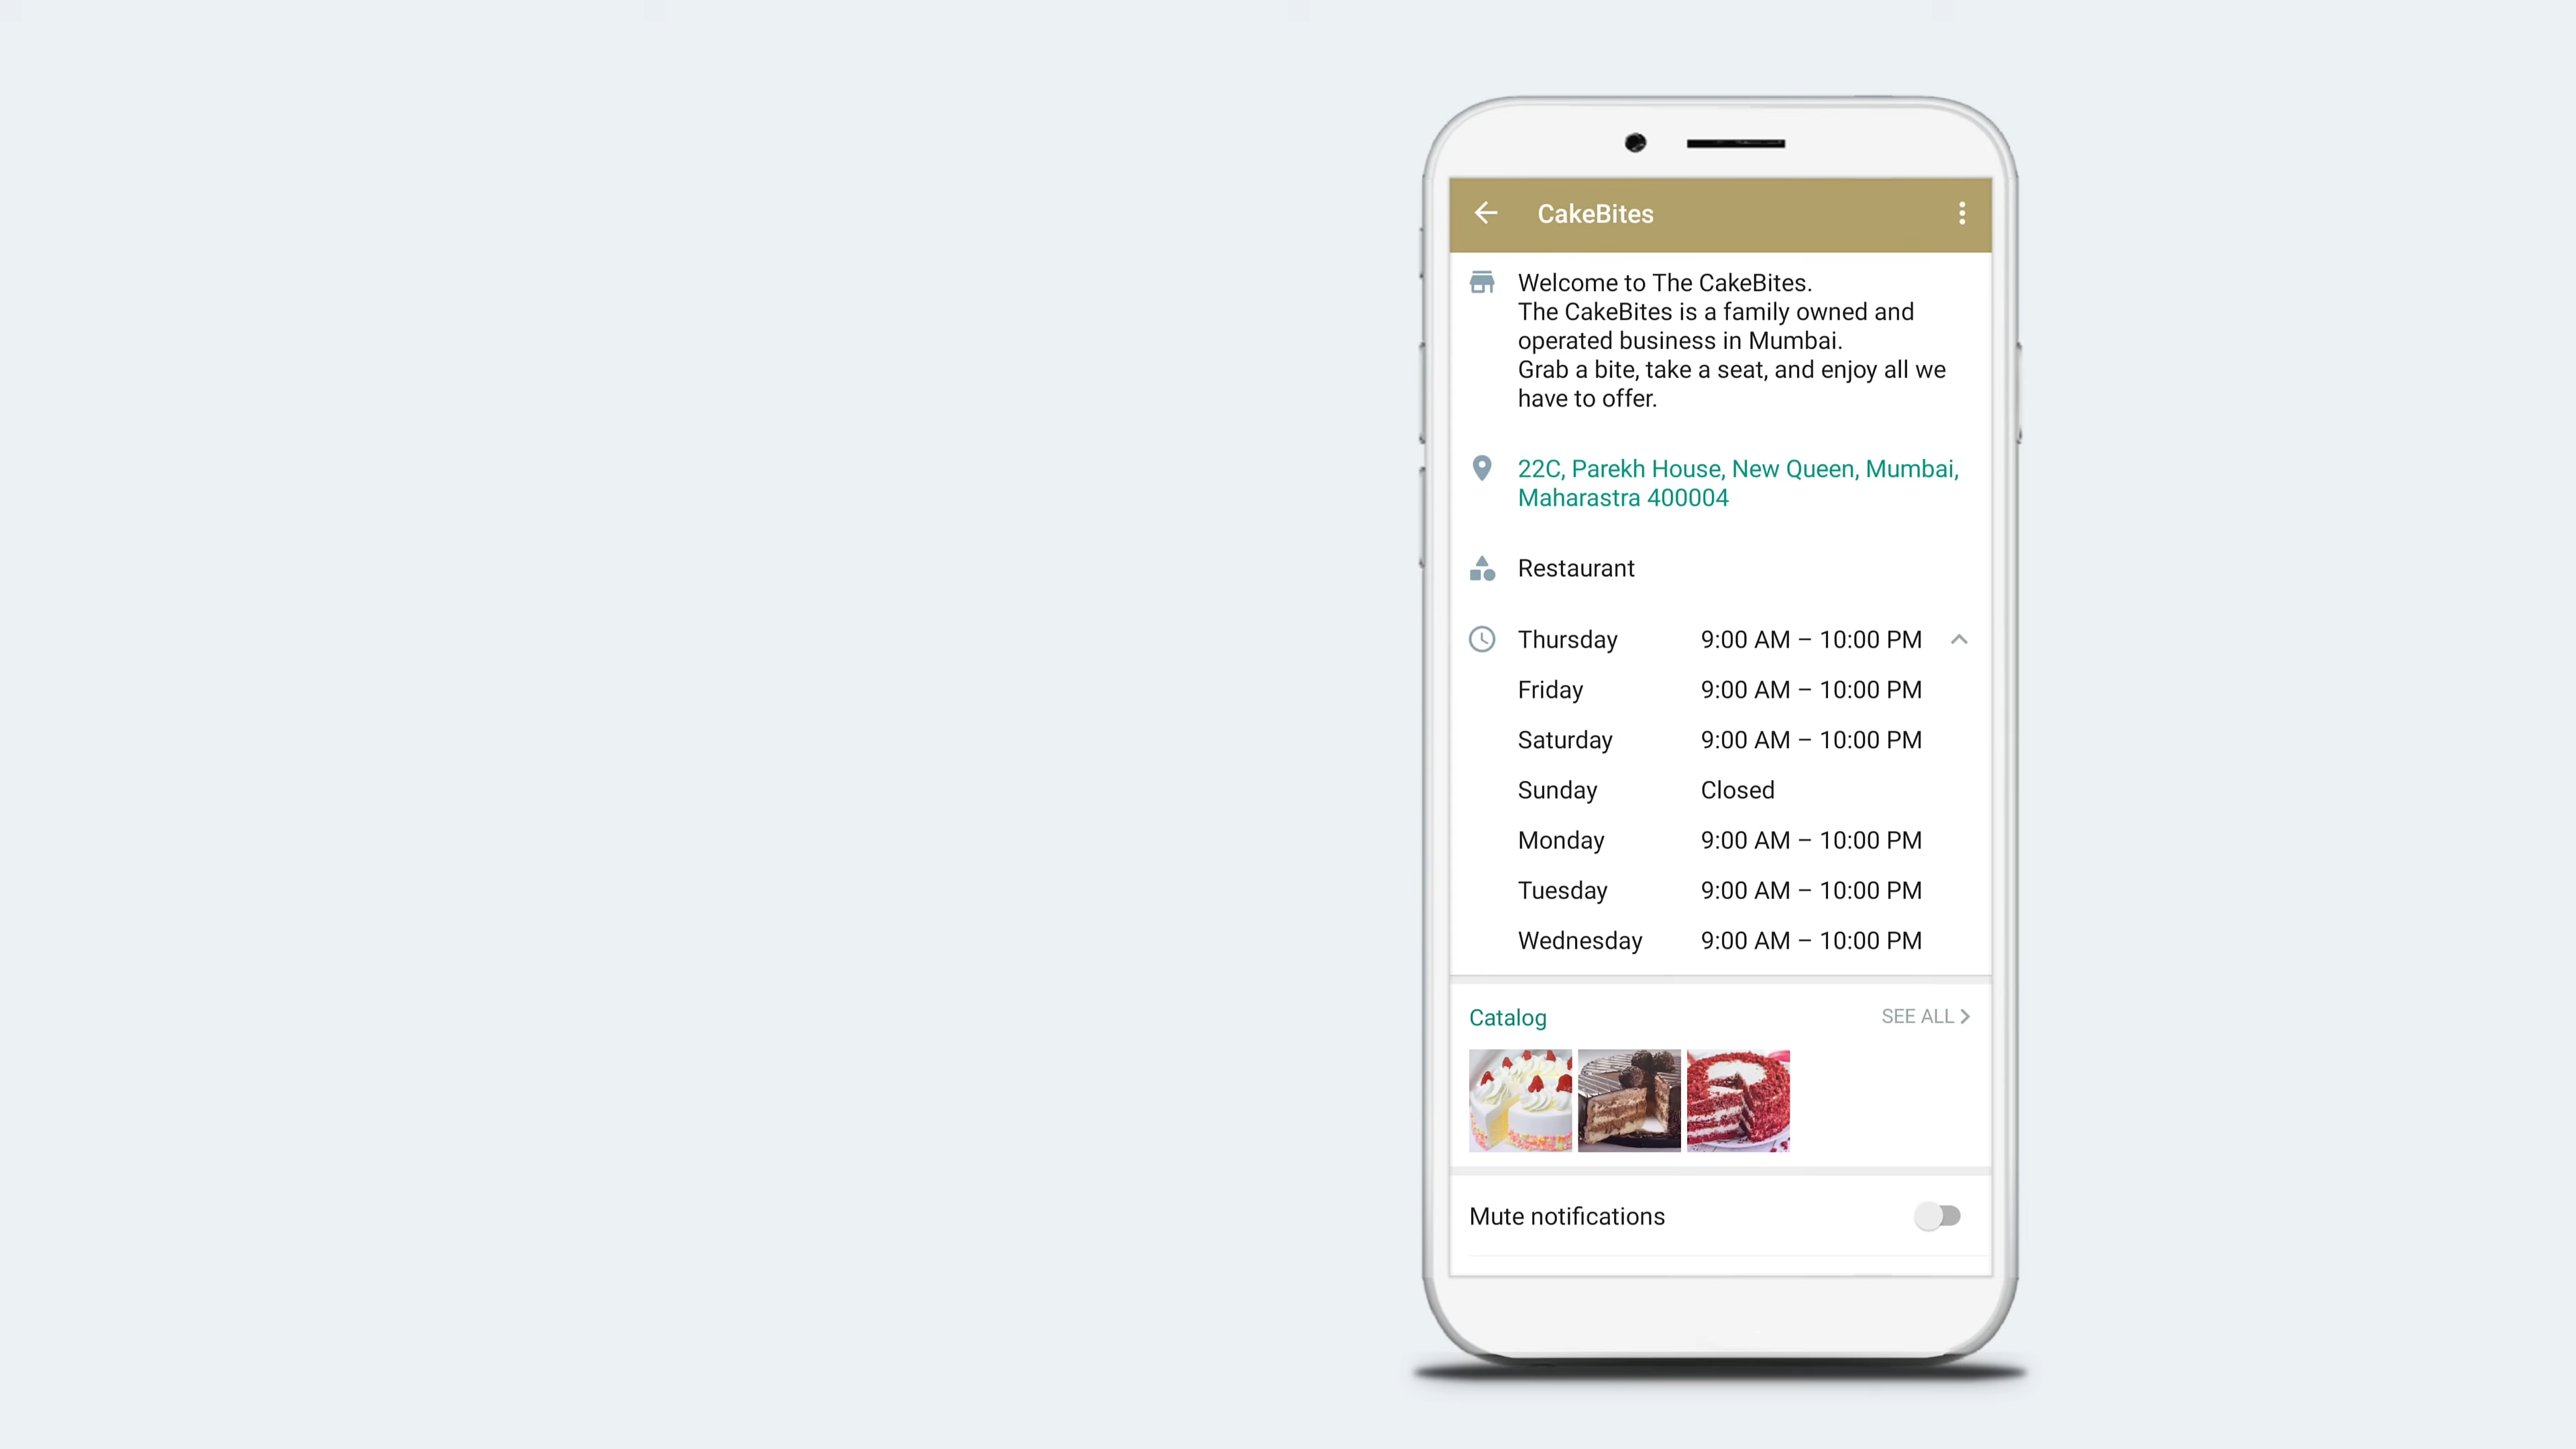 CakeBites
Welcome to The CakeBites.
The CakeBites is a family owned and
operated business in Mumbai.
Grab a bite, take a seat, and enjoy all we
have to offer.
22C, Parekh House, New Queen, Mumbai,
Maharastra 400004
Restaurant
Thursday 9:00 AM – 10:00 PM
Friday 9:00 AM – 10:00 PM
Saturday 9:00 AM – 10:00 PM
Sunday Closed
Monday 9:00 AM – 10:00 PM
Tuesday 9:00 AM – 10:00 PM
Wednesday 9:00 AM – 10:00 PM
Catalog SEE ALL
Mute notifications